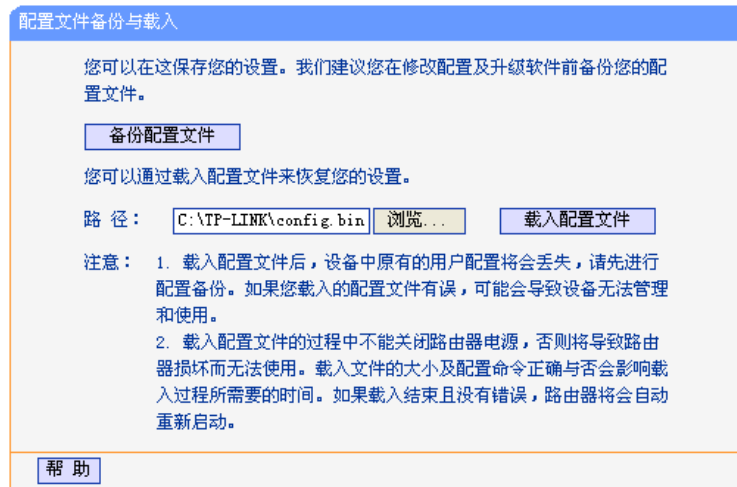 配置文件备份与载入
您可以在这保存您的设置。我们建议您在修改配置及升级软件前备份您的配
置文件。
备份配置文件
您可以通过载入配置文件来恢复您的设置。
路 径： C:\TP-LINK\config.bin 浏览... 载入配置文件
注意： 1. 载入配置文件后，设备中原有的用户配置将会丢失，请先进行
配置备份。如果您载入的配置文件有误，可能会导致设备无法管理
和使用。
2. 载入配置文件的过程中不能关闭路由器电源，否则将导致路由
器损坏而无法使用。载入文件的大小及配置命令正确与否会影响载
入过程所需要的时间。如果载入结束且没有错误，路由器将会自动
重新启动。
帮 助